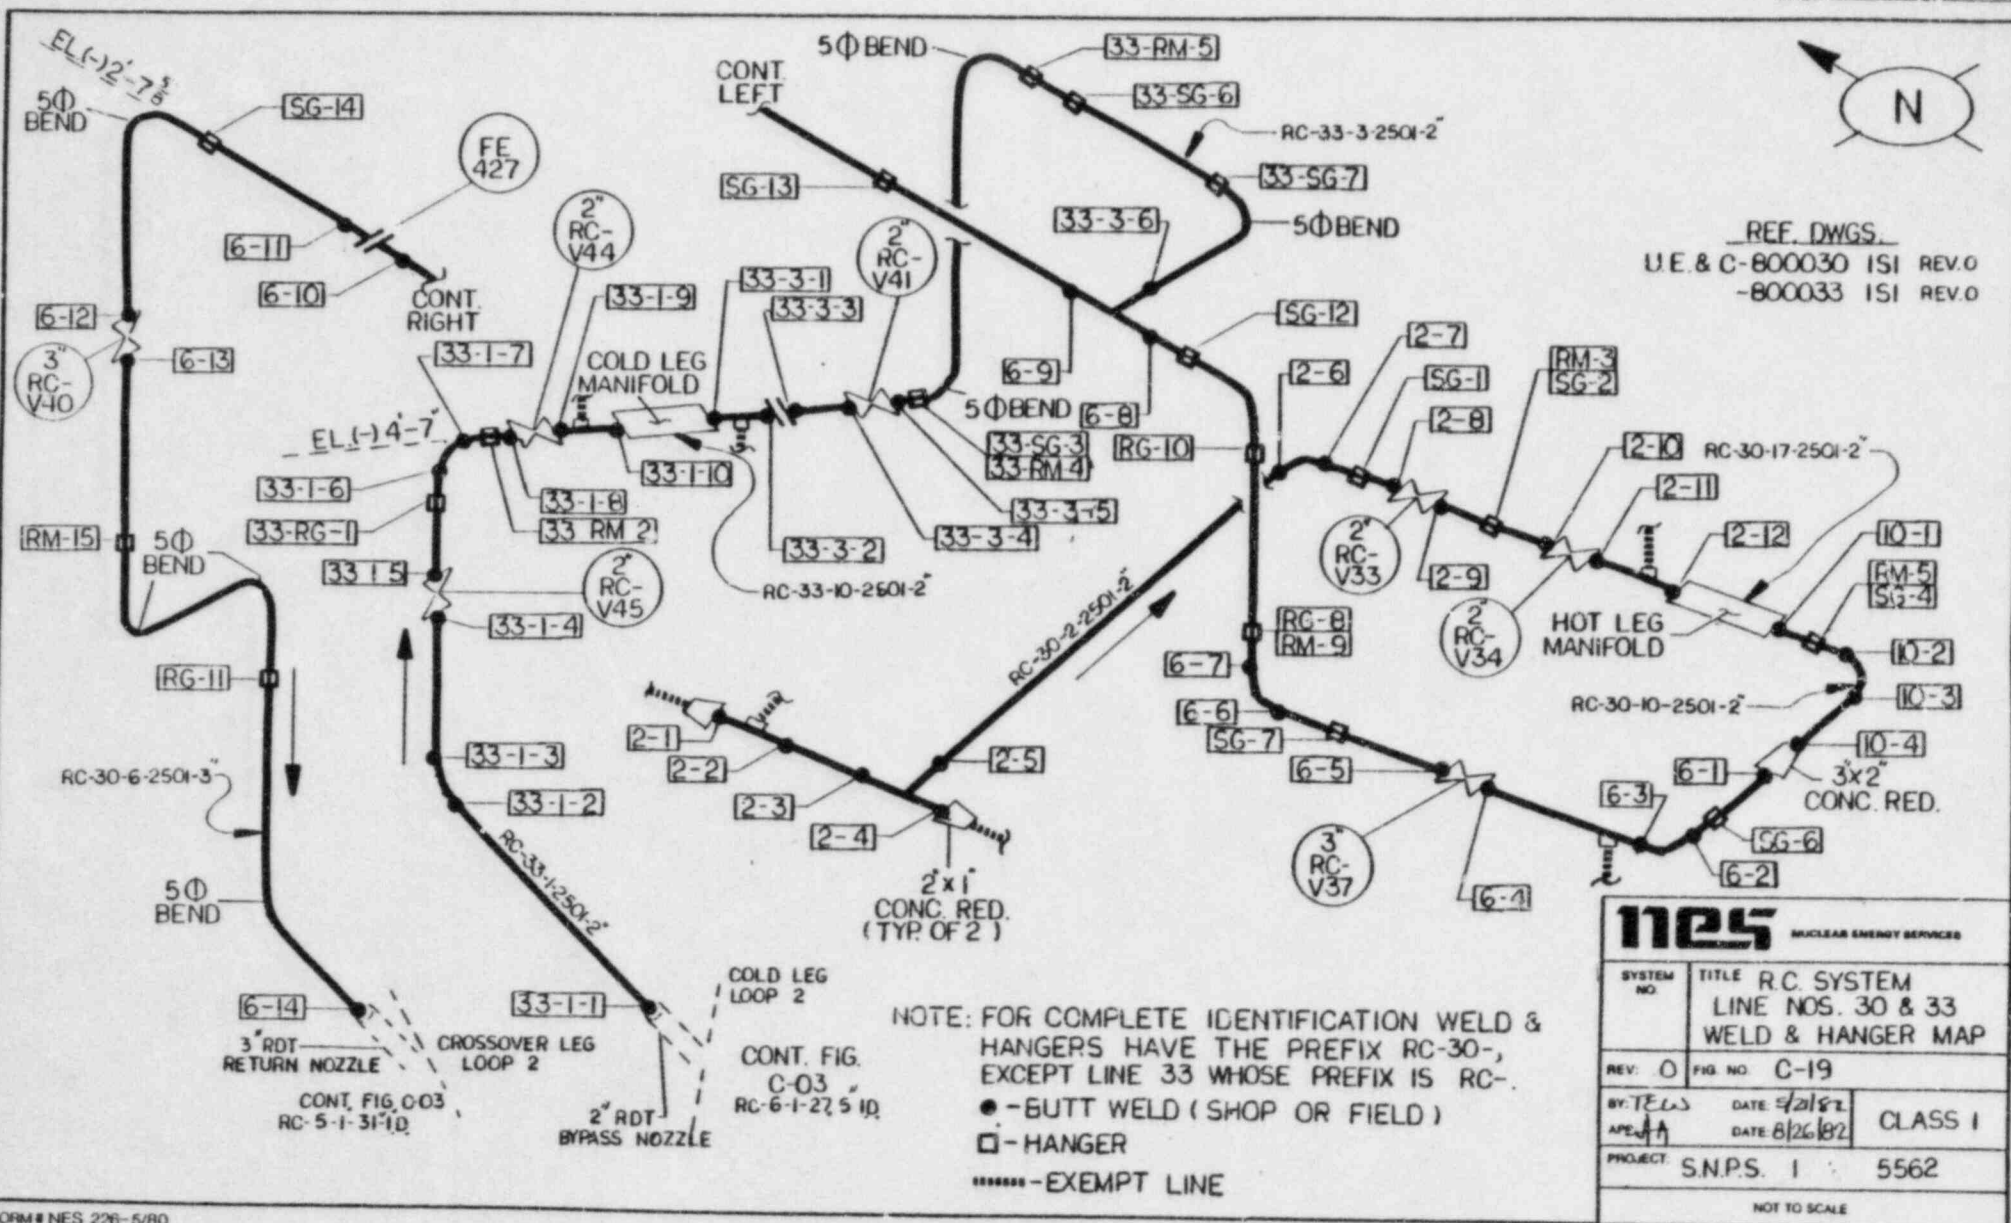 EL.(-)2'-7 5/8"
5Φ
BEND
SG-14
FE
427
6-11
6-10
CONT.
RIGHT
6-12
6-13
3"
RC-
V40
RM-15
5Φ
BEND
RG-11
RC-30-6-2501-3"
5Φ
BEND
6-14
3" RDT
RETURN NOZZLE
CROSSOVER LEG
LOOP 2
CONT. FIG. C-03
RC-5-1-31"ID
EL.(-)4'-7"
33-1-7
2"
RC-
V44
33-1-9
COLD LEG
MANIFOLD
33-3-1
33-3-3
2"
RC-
V41
33-1-6
33-RG-1
33-1-5
33-1-8
33-RM-2
33-1-10
33-3-2
33-3-4
33-3-5
33-SG-3
33-RM-4
5ΦBEND
2"
RC-
V45
33-1-4
RC-33-10-2501-2"
33-1-3
33-1-2
RC-33-1-2501-2"
33-1-1
COLD LEG
LOOP 2
CONT. FIG.
C-03
RC-6-1-27.5"ID.
2" RDT
BYPASS NOZZLE
CONT.
LEFT
5ΦBEND
33-RM-5
33-SG-6
RC-33-3-2501-2"
SG-13
33-SG-7
33-3-6
5ΦBEND
6-9
6-8
SG-12
RG-10
2-6
2-7
SG-1
2-8
RM-3
SG-2
2-10
RC-30-17-2501-2"
2-11
2-12
10-1
RM-5
SG-4
2"
RC-
V33
2-9
2"
RC-
V34
HOT LEG
MANIFOLD
10-2
RC-30-10-2501-2"
10-3
10-4
3"x2"
CONC. RED.
6-1
SG-6
6-2
6-3
6-4
3"
RC-
V37
6-5
SG-7
6-6
6-7
RG-8
RM-9
RC-30-2-2501-2"
2-1
2-2
2-3
2-4
2-5
2"x1"
CONC. RED.
(TYP. OF 2)
N
REF. DWGS.
U.E.& C-800030 ISI REV.0
-800033 ISI REV.0
NOTE: FOR COMPLETE IDENTIFICATION WELD &
HANGERS HAVE THE PREFIX RC-30-,
EXCEPT LINE 33 WHOSE PREFIX IS RC-.
● -BUTT WELD (SHOP OR FIELD)
□ -HANGER
-EXEMPT LINE
nes NUCLEAR ENERGY SERVICES
SYSTEM
NO.
TITLE R.C. SYSTEM
LINE NOS. 30 & 33
WELD & HANGER MAP
REV: 0 FIG. NO. C-19
BY: TEWS DATE: 5/21/82
DATE: 8/26/82
CLASS 1
PROJECT: S.N.P.S. 1 5562
NOT TO SCALE
FORM # NES 226-5/80